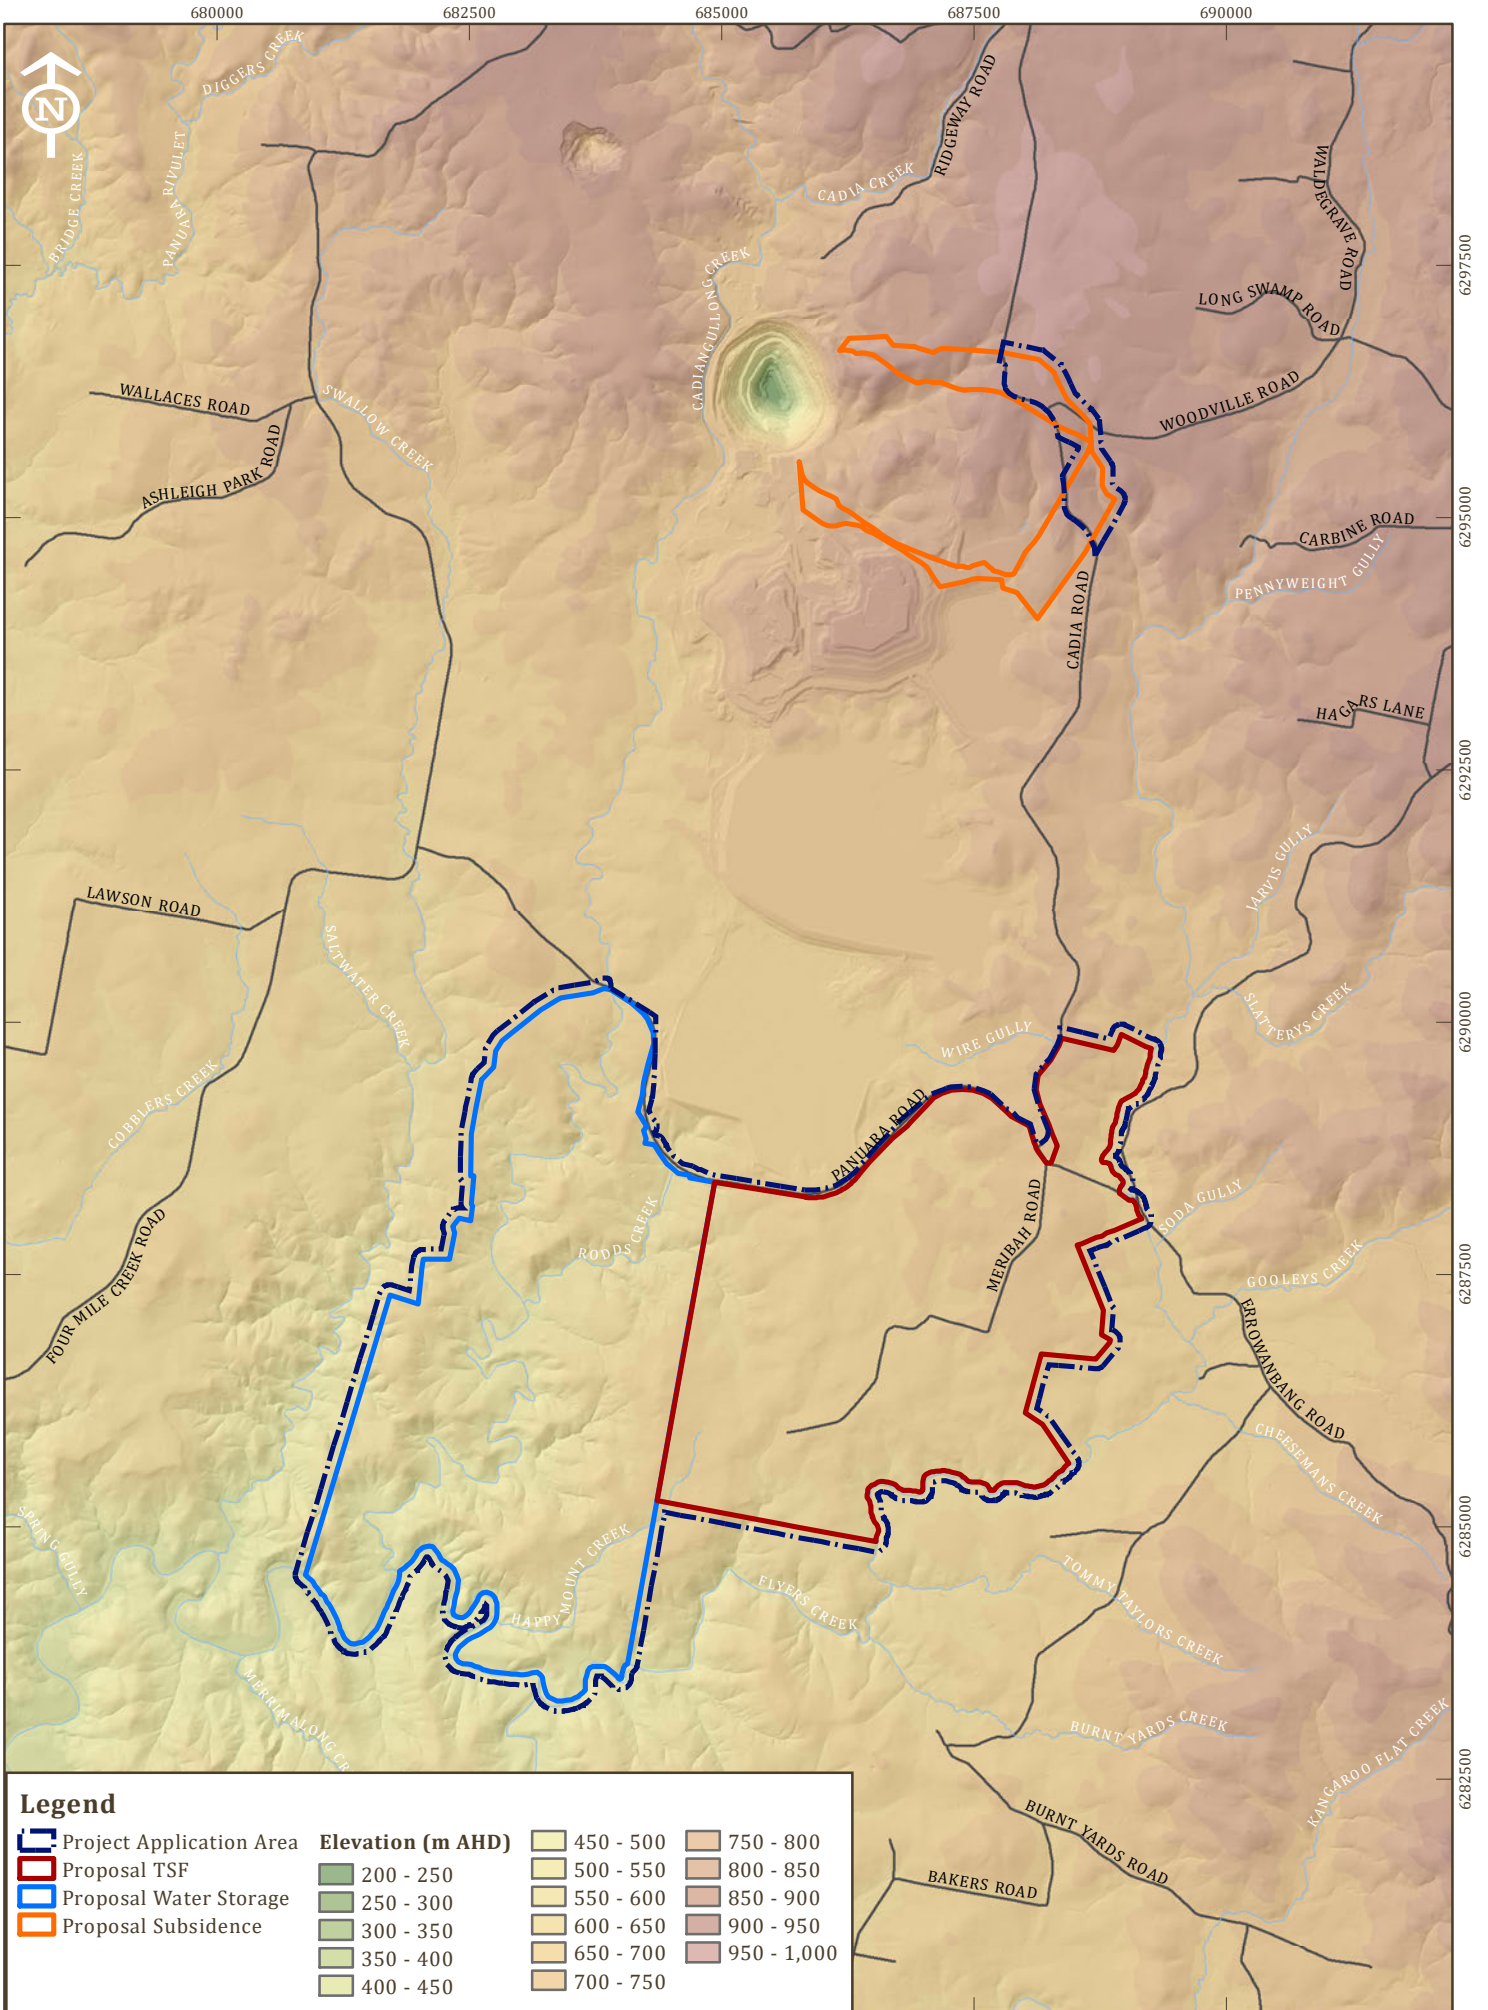 680000
682500
685000
687500
690000
N
DIGGERS CREEK
PANUARA RIVULET
BRIDGE CREEK
RIDGEWAY ROAD
CADIA CREEK
WALDEGRAVE ROAD
CADIANGULLONG CREEK
6297500
LONG SWAMP ROAD
WALLACES ROAD
SWALLOW CREEK
WOODVILLE ROAD
ASHLEIGH PARK ROAD
6295000
CARBINE ROAD
PENNYWEIGHT GULLY
CADIA ROAD
HAGARS LANE
6292500
JARVIS GULLY
LAWSON ROAD
SALTWATER CREEK
SLATTERYS CREEK
6290000
WIRE GULLY
COBBLERS CREEK
PANUARA ROAD
MERIBAH ROAD
SODA GULLY
RODDS CREEK
FOUR MILE CREEK ROAD
GOOLEYS CREEK
6287500
ERROWANBANG ROAD
CHEESEMANS CREEK
SPRING GULLY
6285000
HAPPY MOUNT CREEK
FLYERS CREEK
TOMMY TAYLORS CREEK
MERRIMALONG CR
BURNT YARDS CREEK
KANGAROO FLAT CREEK
6282500
BURNT YARDS ROAD
BAKERS ROAD
Legend
Project Application Area
Proposal TSF
Proposal Water Storage
Proposal Subsidence
Elevation (m AHD)
200 - 250
250 - 300
300 - 350
350 - 400
400 - 450
450 - 500
500 - 550
550 - 600
600 - 650
650 - 700
700 - 750
750 - 800
800 - 850
850 - 900
900 - 950
950 - 1,000